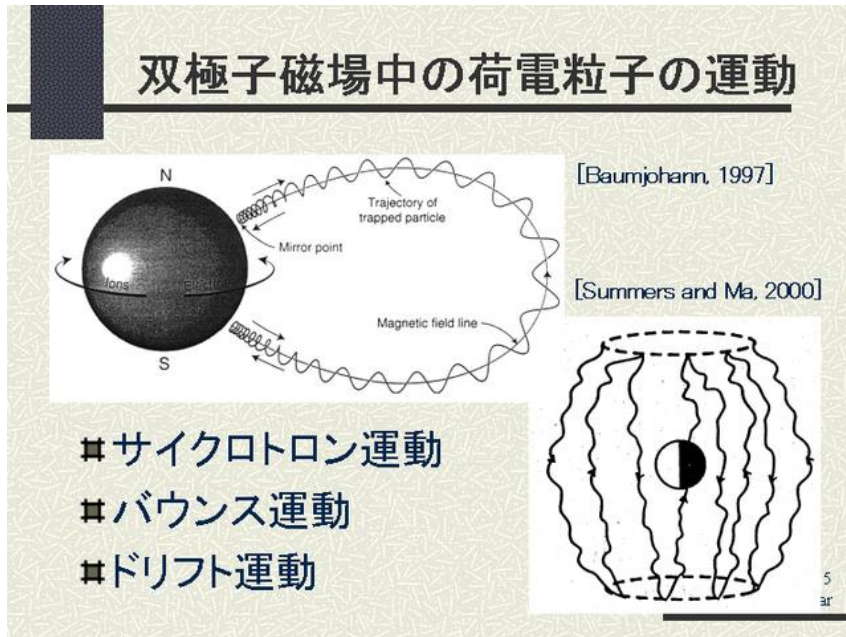 双極子磁場中の荷電粒子の運動
[Baumjohann, 1997]
N
Trajectory of
trapped particle
Mirror point
Ions
Magnetic field line
S
[Summers and Ma, 2000]
サイクロトロン運動
バウンス運動
ドリフト運動
5
ar